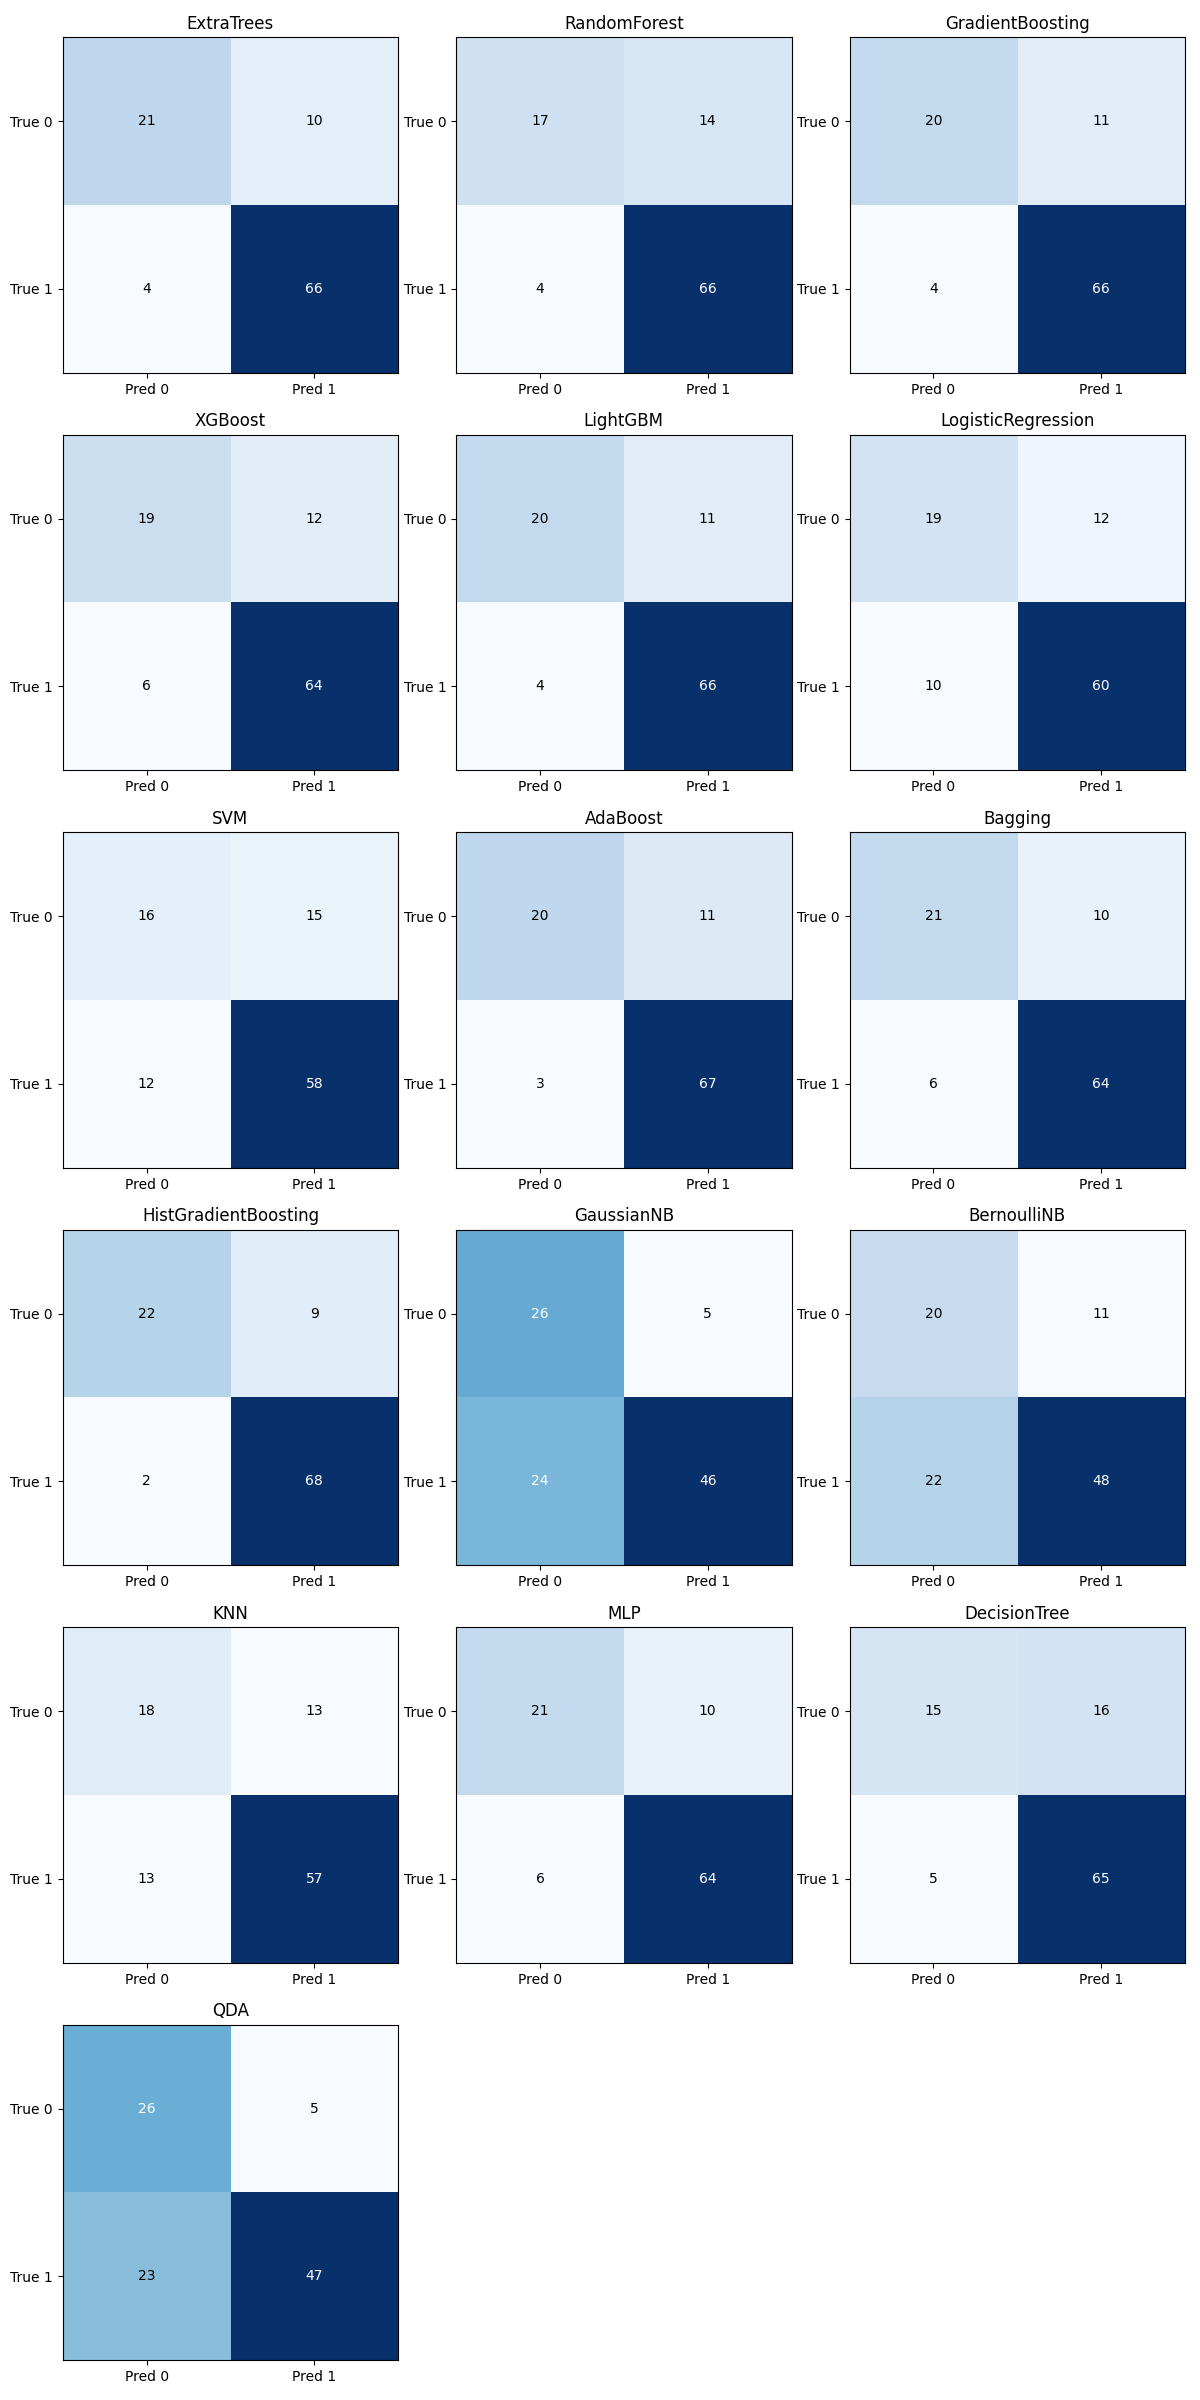 ExtraTrees RandomForest GradientBoosting
True 0 21 10 True 0 17 14 True 0 20 11
True 1 4 66 True 1 4 66 True 1 4 66
Pred 0 Pred 1 Pred 0 Pred 1 Pred 0 Pred 1
XGBoost LightGBM LogisticRegression
True 0 19 12 True 0 20 11 True 0 19 12
True 1 6 64 True 1 4 66 True 1 10 60
Pred 0 Pred 1 Pred 0 Pred 1 Pred 0 Pred 1
SVM AdaBoost Bagging
True 0 16 15 True 0 20 11 True 0 21 10
True 1 12 58 True 1 3 67 True 1 6 64
Pred 0 Pred 1 Pred 0 Pred 1 Pred 0 Pred 1
HistGradientBoosting GaussianNB BernoulliNB
True 0 22 9 True 0 26 5 True 0 20 11
True 1 2 68 True 1 24 46 True 1 22 48
Pred 0 Pred 1 Pred 0 Pred 1 Pred 0 Pred 1
KNN MLP DecisionTree
True 0 18 13 True 0 21 10 True 0 15 16
True 1 13 57 True 1 6 64 True 1 5 65
Pred 0 Pred 1 Pred 0 Pred 1 Pred 0 Pred 1
QDA
True 0 26 5
True 1 23 47
Pred 0 Pred 1